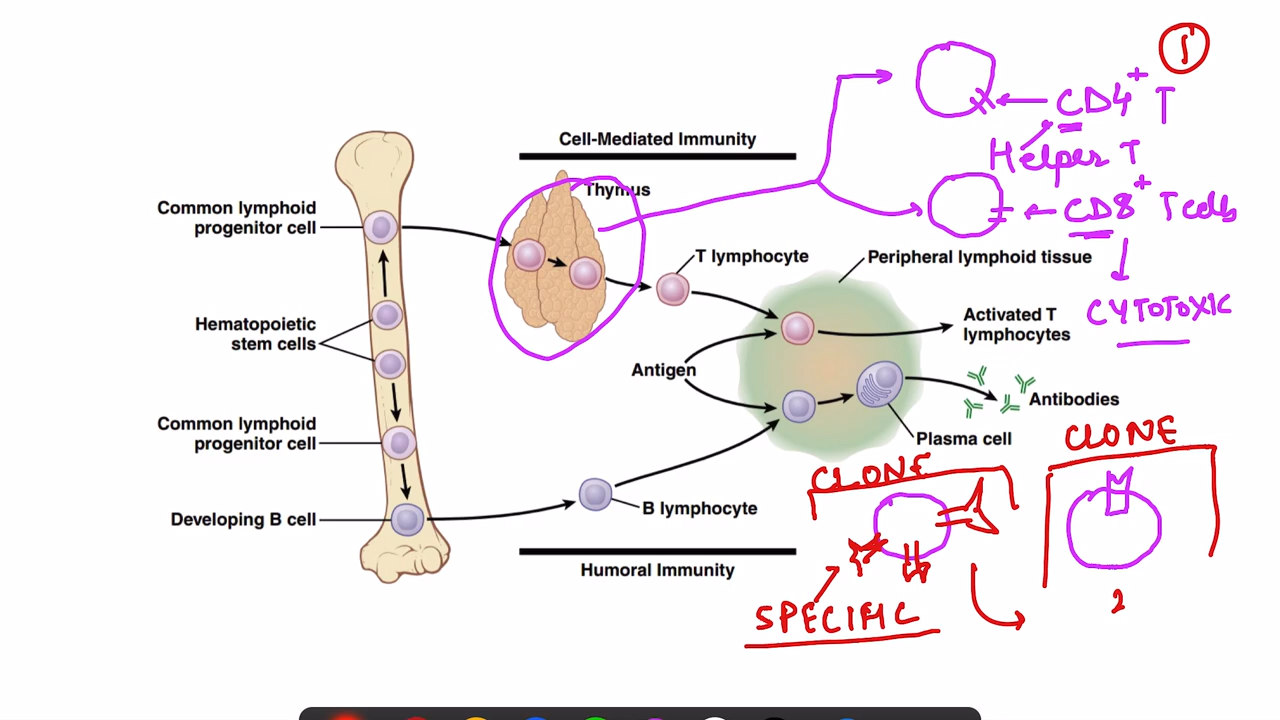 1
CD4+ T
Helper T
CD8+ T cells
CYTOTOXIC
Cell-Mediated Immunity
Thymus
Common lymphoid
progenitor cell
T lymphocyte
Peripheral lymphoid tissue
Hematopoietic
stem cells
Activated T
lymphocytes
Antigen
Antibodies
Common lymphoid
progenitor cell
Plasma cell
CLONE
CLONE
Developing B cell
B lymphocyte
Humoral Immunity
SPECIFIC
2